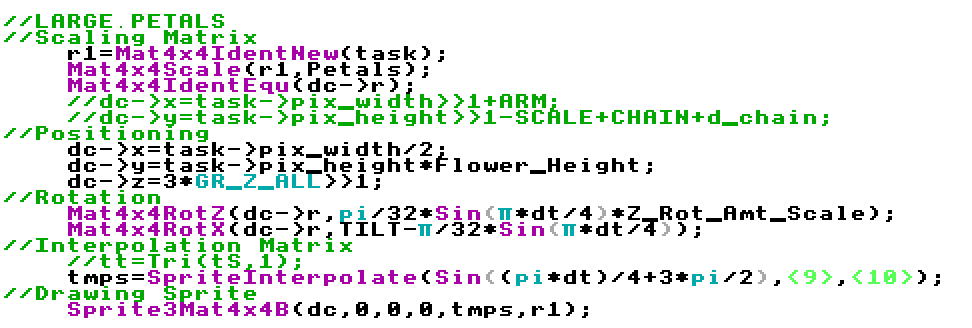 //LARGE PETALS
//Scaling Matrix
r1=Mat4x4IdentNew(task);
Mat4x4Scale(r1,Petals);
Mat4x4IdentEqu(dc->r);
//dc->x=task->pix_width>>1+ARM;
//dc->y=task->pix_height>>1-SCALE+CHAIN+d_chain;
//Positioning
dc->x=task->pix_width/2;
dc->y=task->pix_height*Flower_Height;
dc->z=3*GR_Z_ALL>>1;
//Rotation
Mat4x4RotZ(dc->r,pi/32*Sin(π*dt/4)*Z_Rot_Amt_Scale);
Mat4x4RotX(dc->r,TILT-π/32*Sin(π*dt/4));
//Interpolation Matrix
//tt=Tri(tS,1);
tmps=SpriteInterpolate(Sin((pi*dt)/4+3*pi/2),<9>,<10>);
//Drawing Sprite
Sprite3Mat4x4B(dc,0,0,0,tmps,r1);